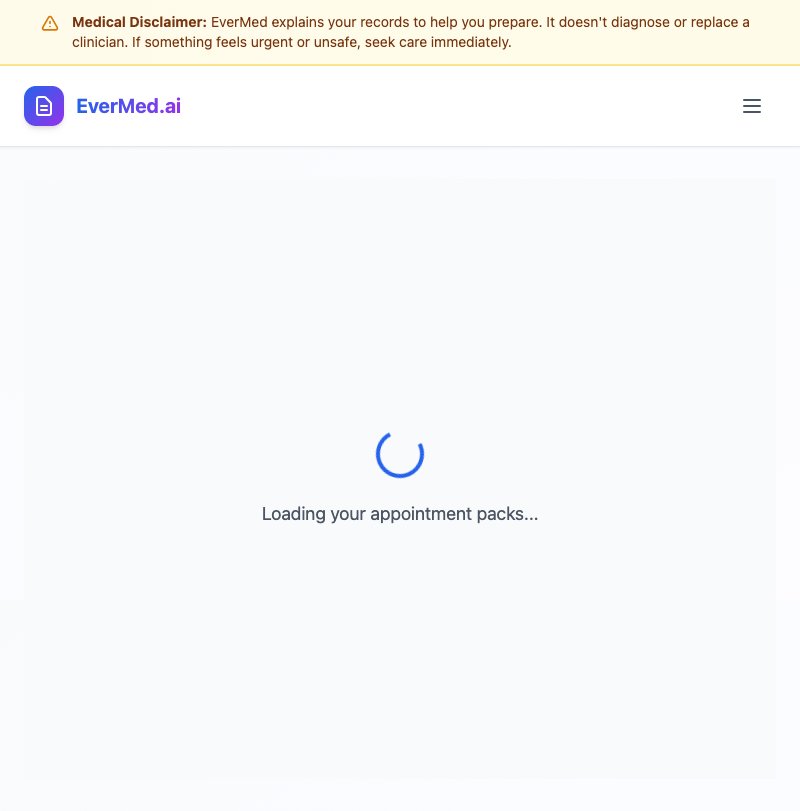 Medical Disclaimer: EverMed explains your records to help you prepare. It doesn't diagnose or replace a
clinician. If something feels urgent or unsafe, seek care immediately.
EverMed.ai
Loading your appointment packs...